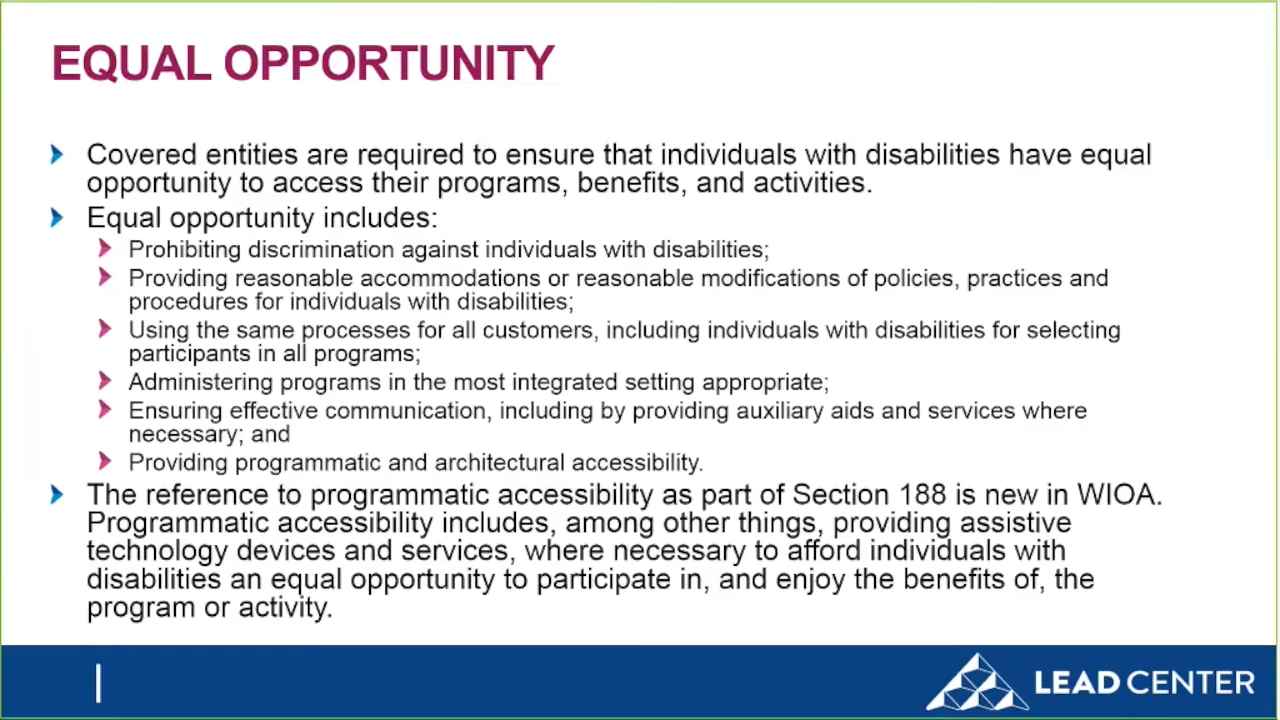 EQUAL OPPORTUNITY
Covered entities are required to ensure that individuals with disabilities have equal
opportunity to access their programs, benefits, and activities.
Equal opportunity includes:
Prohibiting discrimination against individuals with disabilities;
Providing reasonable accommodations or reasonable modifications of policies, practices and
procedures for individuals with disabilities;
Using the same processes for all customers, including individuals with disabilities for selecting
participants in all programs;
Administering programs in the most integrated setting appropriate;
Ensuring effective communication, including by providing auxiliary aids and services where
necessary; and
Providing programmatic and architectural accessibility.
The reference to programmatic accessibility as part of Section 188 is new in WIOA.
Programmatic accessibility includes, among other things, providing assistive
technology devices and services, where necessary to afford individuals with
disabilities an equal opportunity to participate in, and enjoy the benefits of, the
program or activity.
LEAD CENTER